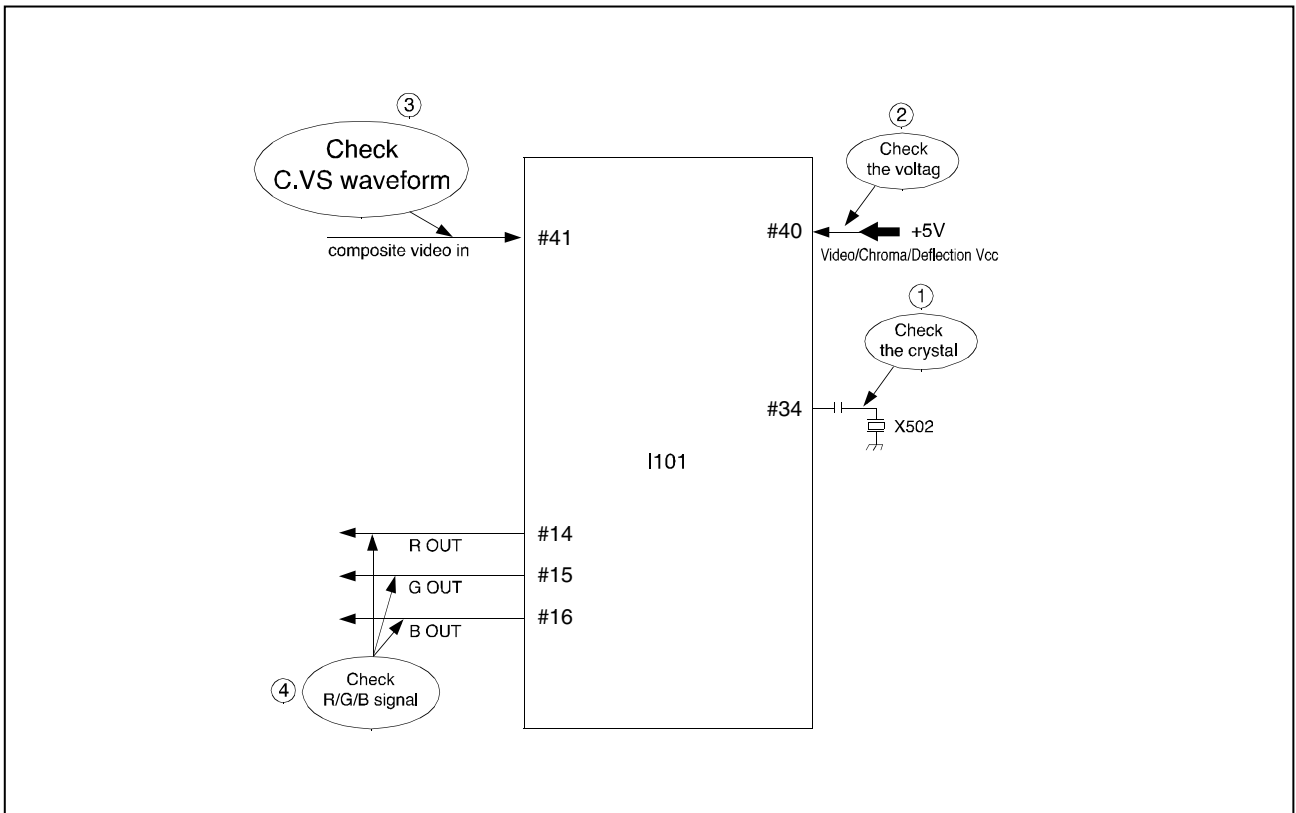 ③
Check
C.VS waveform
②
Check
the voltag
#41
composite video in
#40
+5V
Video/Chroma/Deflection Vcc
①
Check
the crystal
#34
X502
I101
#14
R OUT
#15
G OUT
#16
B OUT
④
Check
R/G/B signal